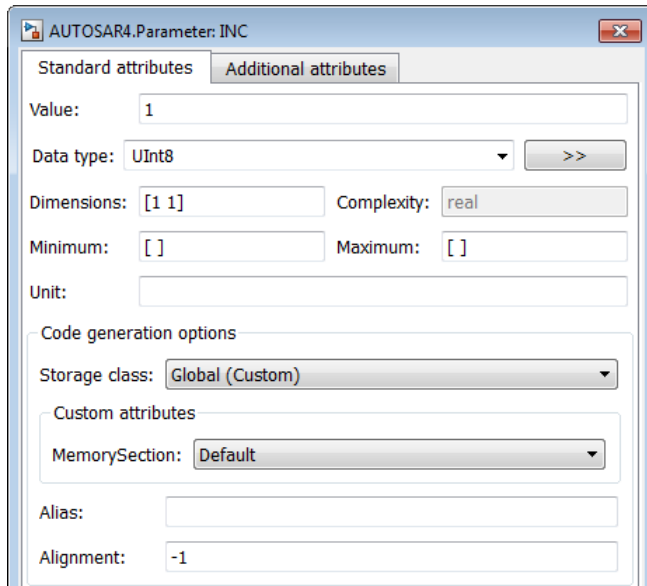 AUTOSAR4.Parameter: INC
Standard attributes Additional attributes
Value: 1
Data type: UInt8 >>
Dimensions: [1 1] Complexity: real
Minimum: [ ] Maximum: [ ]
Unit:
Code generation options
Storage class: Global (Custom)
Custom attributes
MemorySection: Default
Alias:
Alignment: -1